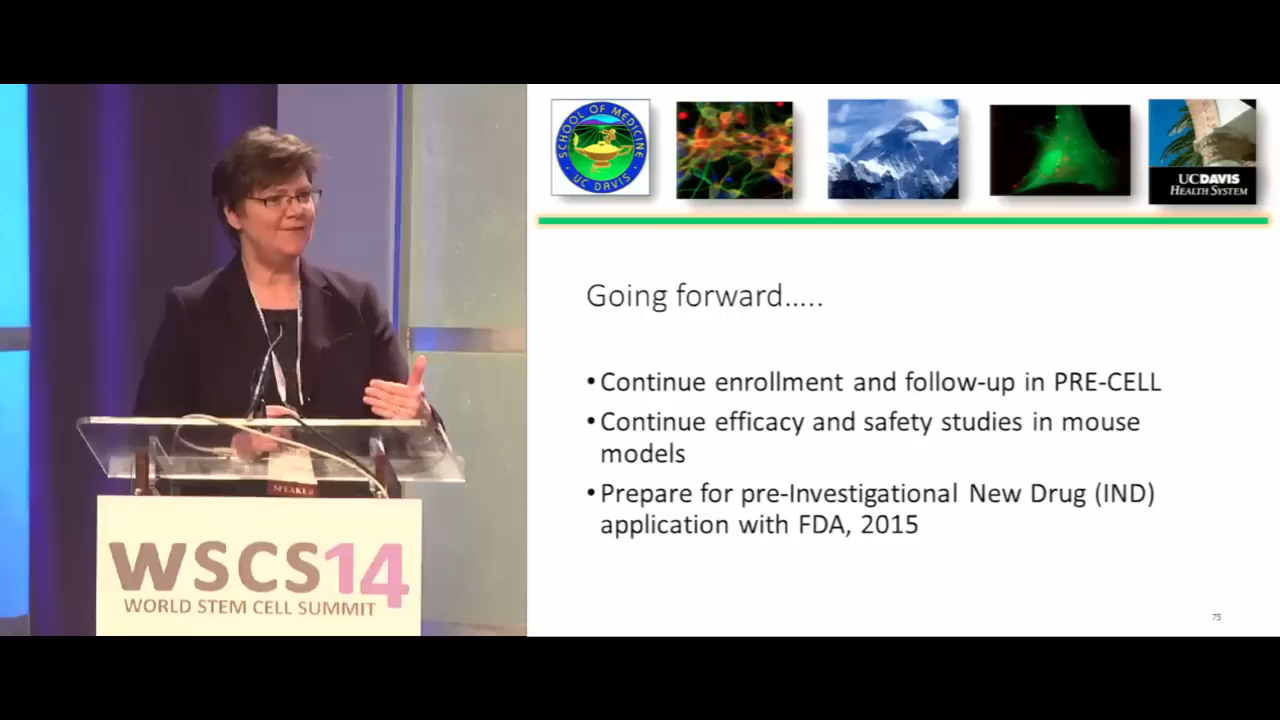 SCHOOL OF MEDICINE
UC DAVIS
UCDAVIS
HEALTH SYSTEM
Going forward.....
•Continue enrollment and follow-up in PRE-CELL
•Continue efficacy and safety studies in mouse
models
•Prepare for pre-Investigational New Drug (IND)
application with FDA, 2015
75
SPEAKER
WSCS14
WORLD STEM CELL SUMMIT